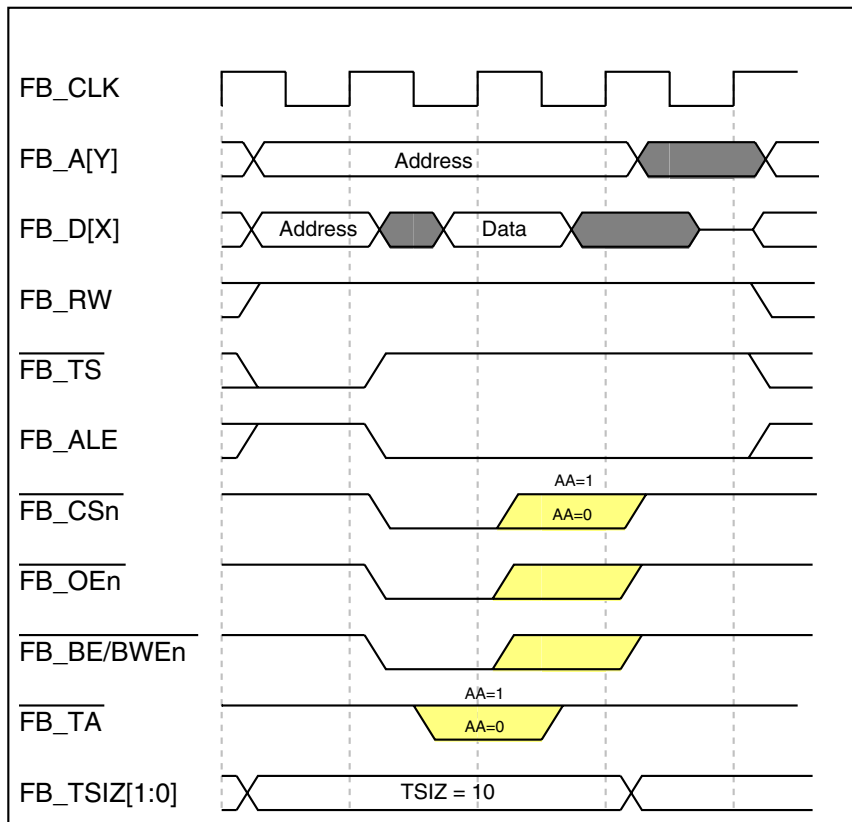 FB_CLK
FB_A[Y] Address
FB_D[X] Address Data
FB_RW
FB_TS
FB_ALE
AA=1
FB_CSn AA=0
FB_OEn
FB_BE/BWEn
AA=1
FB_TA AA=0
FB_TSIZ[1:0] TSIZ = 10